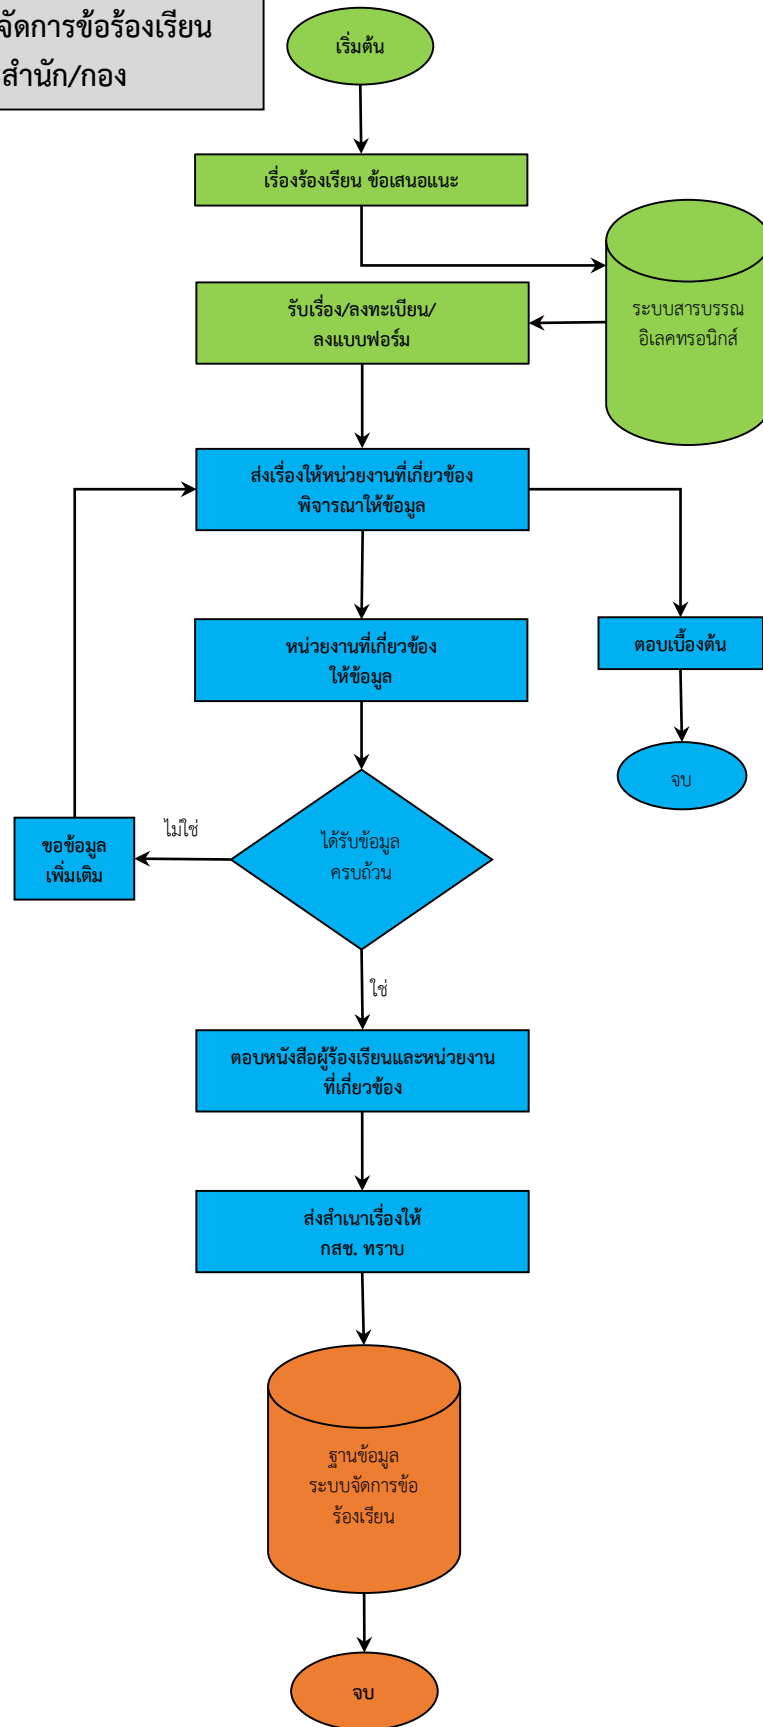 จัดการข้อร้องเรียน
สำนัก/กอง
เริ่มต้น
เรื่องร้องเรียน ข้อเสนอแนะ
ระบบสารบรรณ
อิเลคทรอนิกส์
รับเรื่อง/ลงทะเบียน/
ลงแบบฟอร์ม
ส่งเรื่องให้หน่วยงานที่เกี่ยวข้อง
พิจารณาให้ข้อมูล
หน่วยงานที่เกี่ยวข้อง
ให้ข้อมูล
ตอบเบื้องต้น
จบ
ได้รับข้อมูล
ครบถ้วน
ไม่ใช่
ขอข้อมูล
เพิ่มเติม
ใช่
ตอบหนังสือผู้ร้องเรียนและหน่วยงาน
ที่เกี่ยวข้อง
ส่งสำเนาเรื่องให้
กสช. ทราบ
ฐานข้อมูล
ระบบจัดการข้อ
ร้องเรียน
จบ